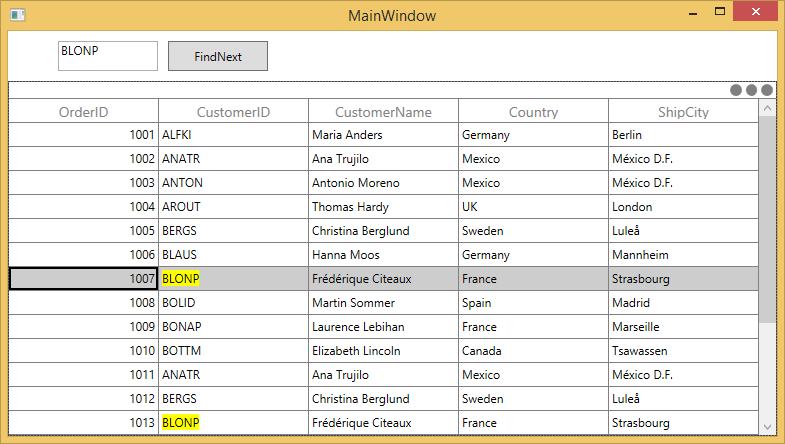 MainWindow
BLONP FindNext
OrderID CustomerID CustomerName Country ShipCity
1001 ALFKI Maria Anders Germany Berlin
1002 ANATR Ana Trujilo Mexico México D.F.
1003 ANTON Antonio Moreno Mexico México D.F.
1004 AROUT Thomas Hardy UK London
1005 BERGS Christina Berglund Sweden Luleå
1006 BLAUS Hanna Moos Germany Mannheim
1007 BLONP Frédérique Citeaux France Strasbourg
1008 BOLID Martin Sommer Spain Madrid
1009 BONAP Laurence Lebihan France Marseille
1010 BOTTM Elizabeth Lincoln Canada Tsawassen
1011 ANATR Ana Trujilo Mexico México D.F.
1012 BERGS Christina Berglund Sweden Luleå
1013 BLONP Frédérique Citeaux France Strasbourg